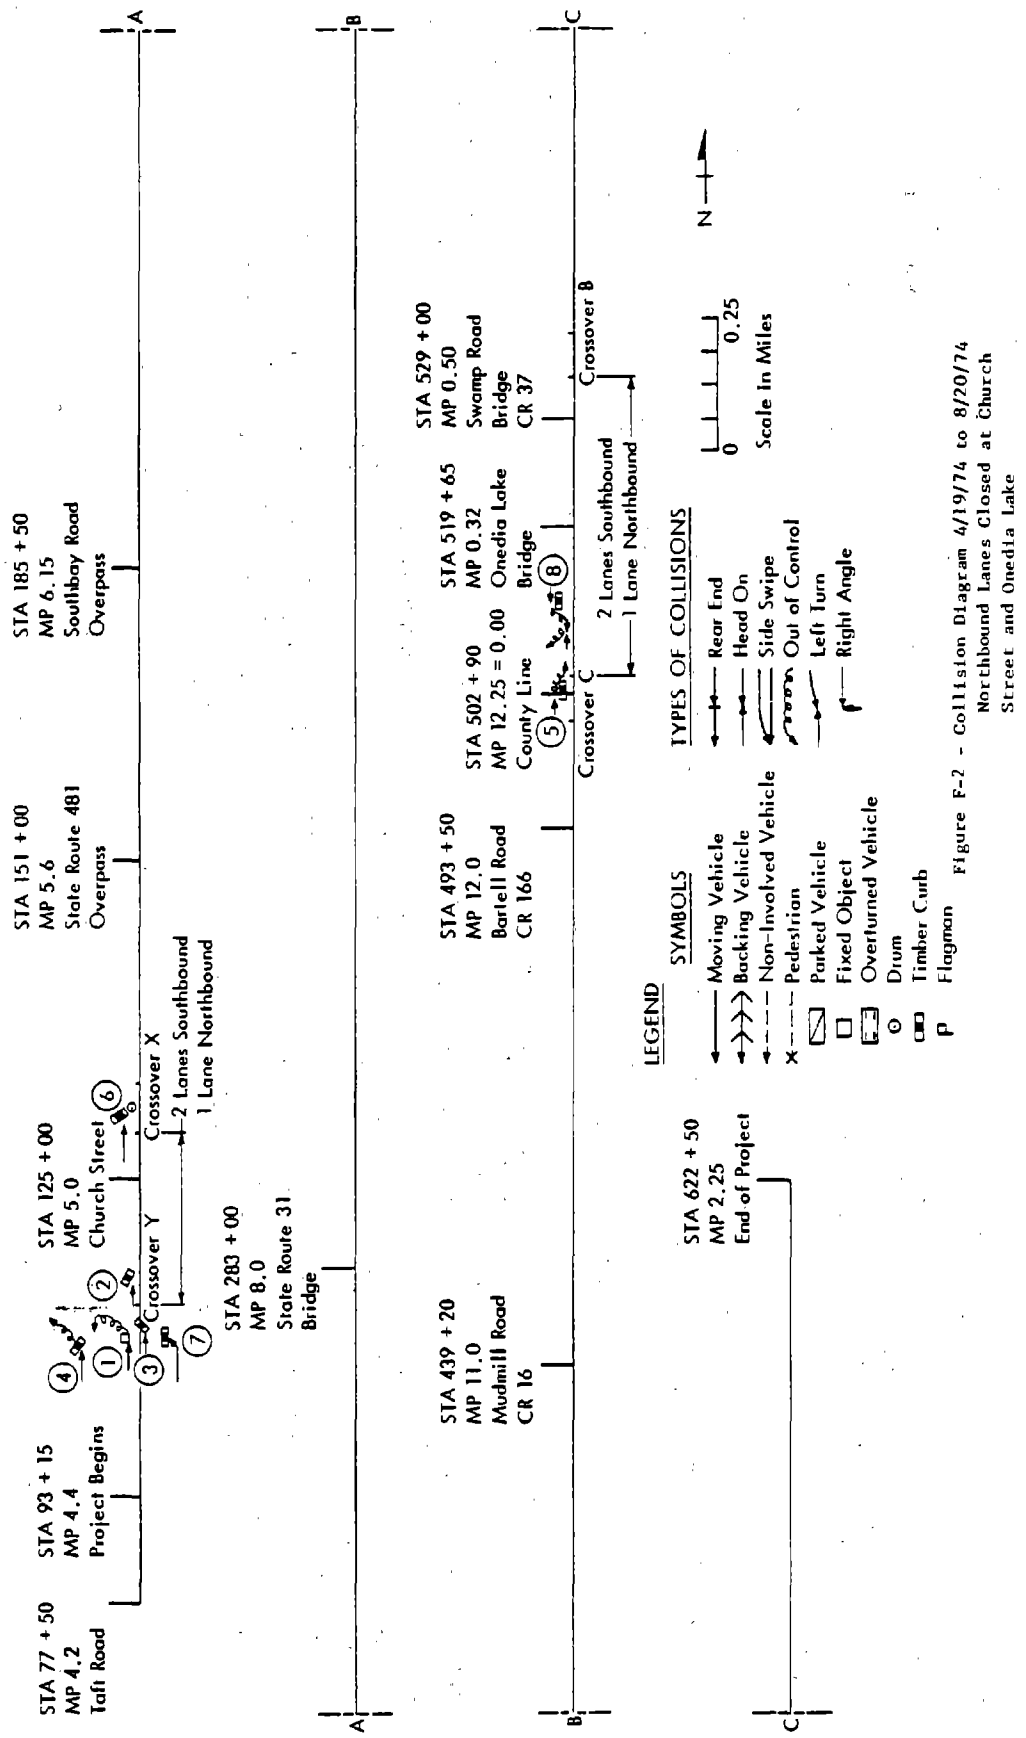 STA 77 + 50
MP 4.2
Taft Road
STA 93 + 15
MP 4.4
Project Begins
4
1
3
2
7
Crossover Y
STA 125 + 00
MP 5.0
Church Street
6
Crossover X
2 Lanes Southbound
1 Lane Northbound
STA 151 + 00
MP 5.6
State Route 481
Overpass
STA 185 + 50
MP 6.15
Southbay Road
Overpass
A
A
STA 283 + 00
MP 8.0
State Route 31
Bridge
B
B
STA 439 + 20
MP 11.0
Mudmill Road
CR 16
STA 493 + 50
MP 12.0
Bartell Road
CR 166
STA 502 + 90
MP 12.25 = 0.00
County Line
5
Crossover C
STA 519 + 65
MP 0.32
Onedia Lake
Bridge
8
2 Lanes Southbound
1 Lane Northbound
STA 529 + 00
MP 0.50
Swamp Road
Bridge
CR 37
Crossover B
C
C
STA 622 + 50
MP 2.25
End of Project
LEGEND
SYMBOLS
Moving Vehicle
Backing Vehicle
Non-Involved Vehicle
Pedestrian
Parked Vehicle
Fixed Object
Overturned Vehicle
Drum
Timber Curb
Flagman
TYPES OF COLLISIONS
Rear End
Head On
Side Swipe
Out of Control
Left Turn
Right Angle
0 0.25
Scale in Miles
N
Figure F-2 - Collision Diagram 4/19/74 to 8/20/74
Northbound Lanes Closed at Church
Street and Onedia Lake